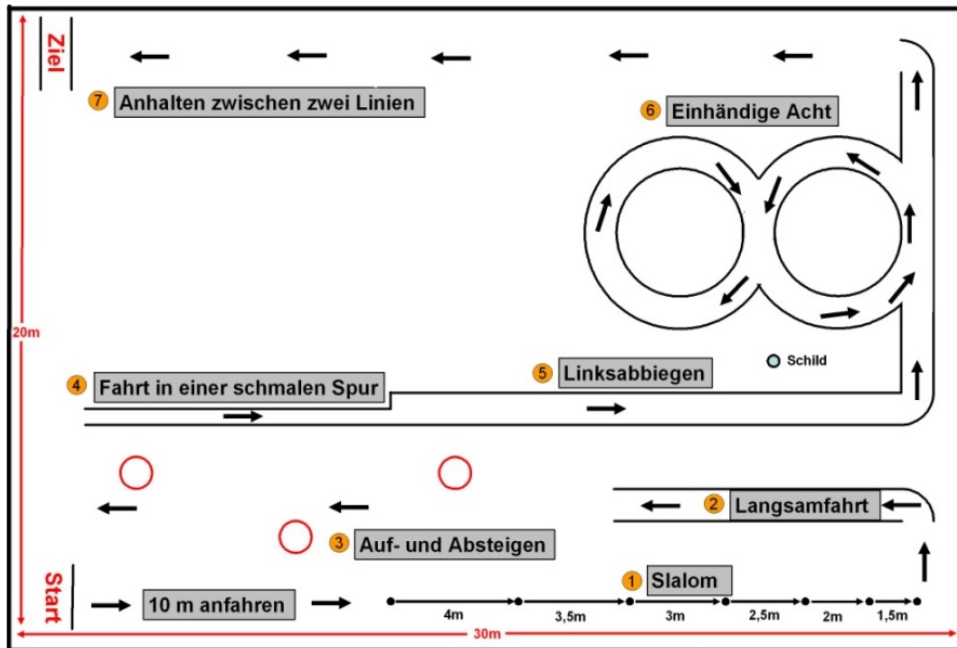 Ziel
7 Anhalten zwischen zwei Linien
6 Einhändige Acht
20m
Schild
4 Fahrt in einer schmalen Spur
5 Linksabbiegen
2 Langsamfahrt
3 Auf- und Absteigen
1 Slalom
Start
10 m anfahren
4m
3,5m
3m
2,5m
2m
1,5m
30m